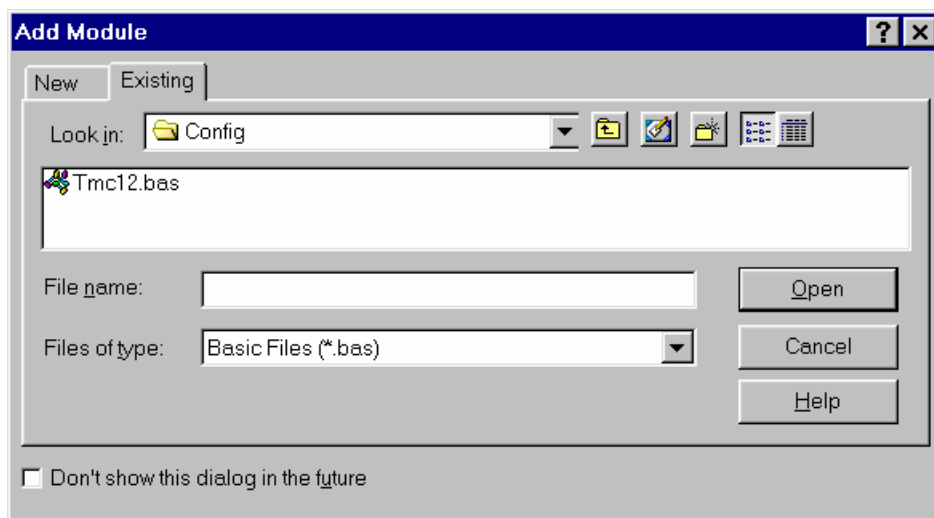 Add Module
New Existing
Look in: Config
Tmc12.bas
File name: Open
Files of type: Basic Files (*.bas) Cancel
Help
Don't show this dialog in the future